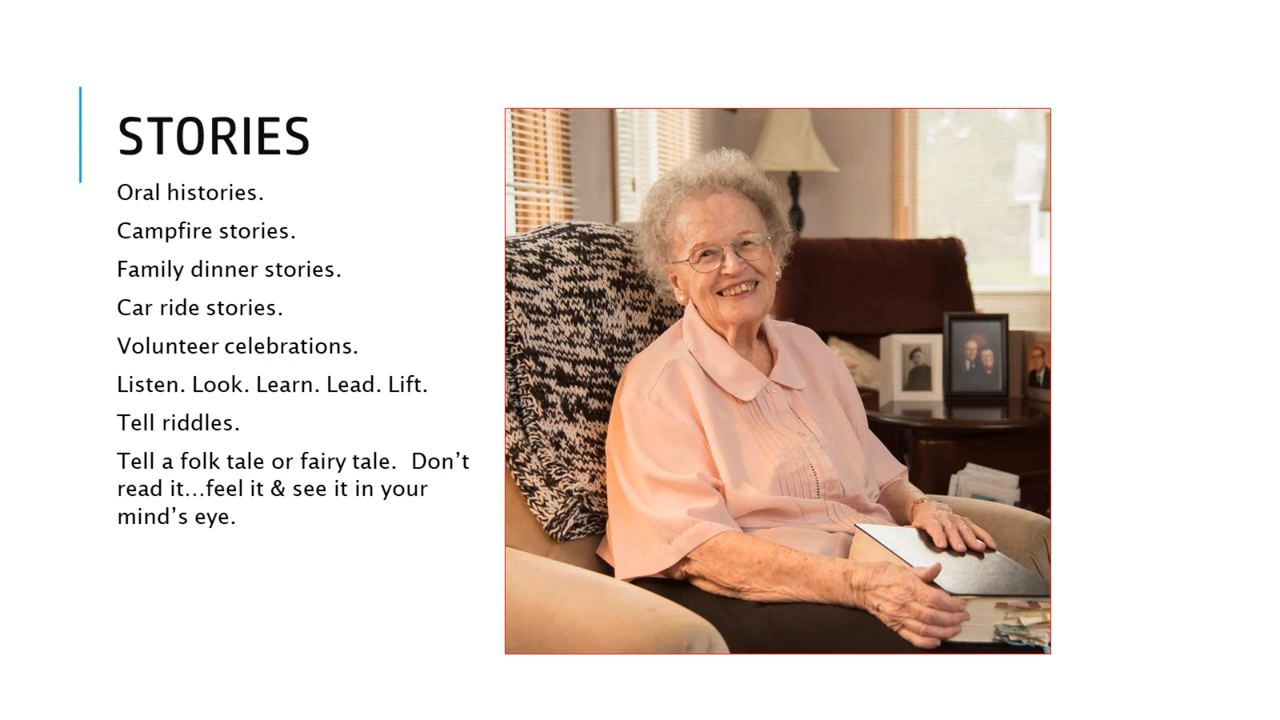 STORIES
Oral histories.
Campfire stories.
Family dinner stories.
Car ride stories.
Volunteer celebrations.
Listen. Look. Learn. Lead. Lift.
Tell riddles.
Tell a folk tale or fairy tale.  Don’t
read it…feel it & see it in your
mind’s eye.